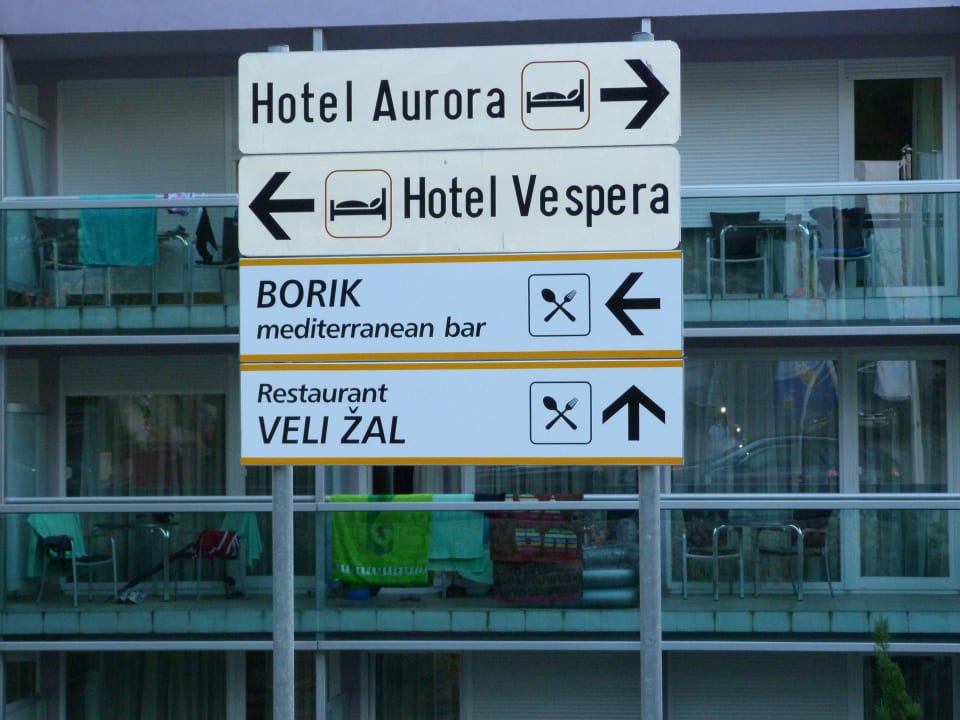 Hotel Aurora
Hotel Vespera
BORIK
mediterranean bar
Restaurant
VELI ŽAL